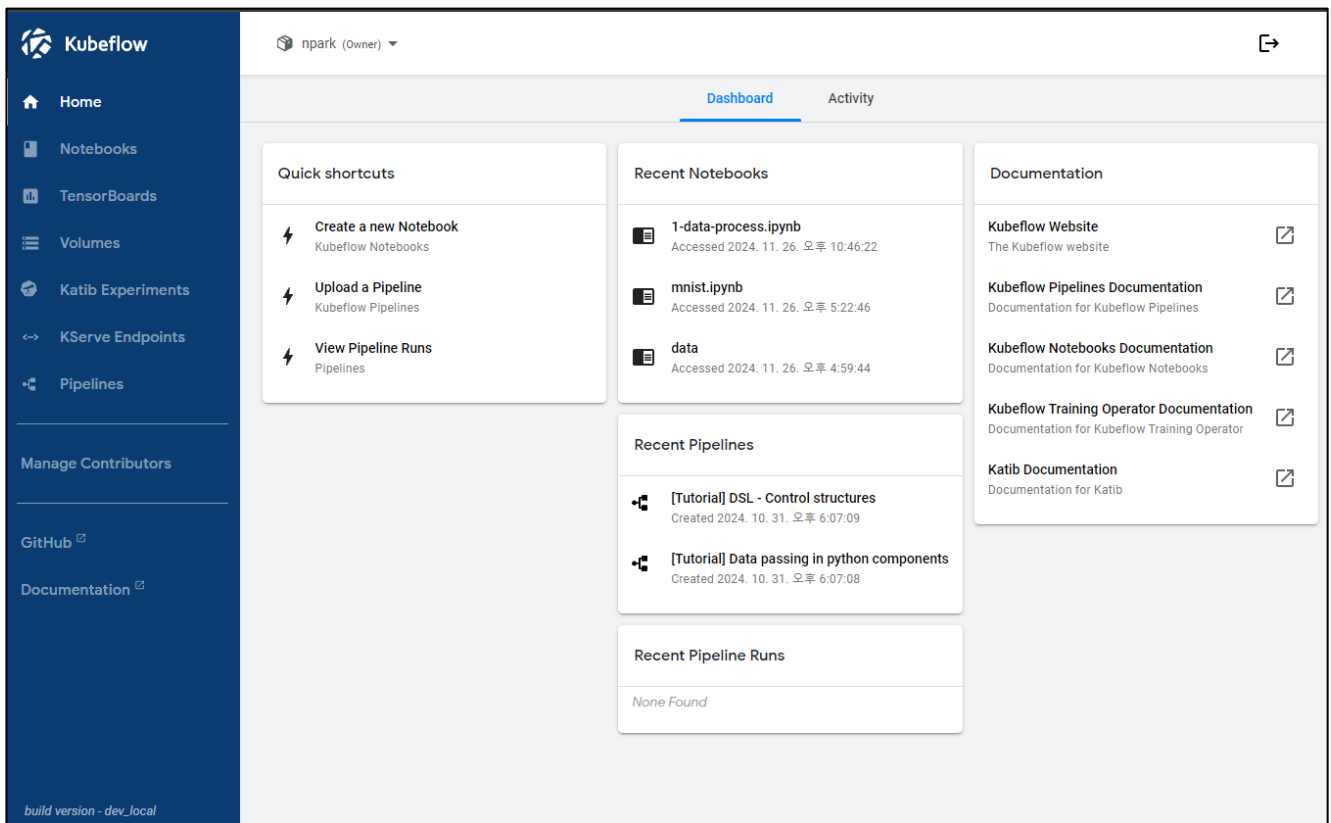 Kubeflow
npark (Owner)
Home
Notebooks
TensorBoards
Volumes
Katib Experiments
KServe Endpoints
Pipelines
Manage Contributors
GitHub
Documentation
build version - dev_local
Dashboard
Activity
Quick shortcuts
Create a new Notebook
Kubeflow Notebooks
Upload a Pipeline
Kubeflow Pipelines
View Pipeline Runs
Pipelines
Recent Notebooks
1-data-process.ipynb
Accessed 2024. 11. 26. 오후 10:46:22
mnist.ipynb
Accessed 2024. 11. 26. 오후 5:22:46
data
Accessed 2024. 11. 26. 오후 4:59:44
Recent Pipelines
[Tutorial] DSL - Control structures
Created 2024. 10. 31. 오후 6:07:09
[Tutorial] Data passing in python components
Created 2024. 10. 31. 오후 6:07:08
Recent Pipeline Runs
None Found
Documentation
Kubeflow Website
The Kubeflow website
Kubeflow Pipelines Documentation
Documentation for Kubeflow Pipelines
Kubeflow Notebooks Documentation
Documentation for Kubeflow Notebooks
Kubeflow Training Operator Documentation
Documentation for Kubeflow Training Operator
Katib Documentation
Documentation for Katib